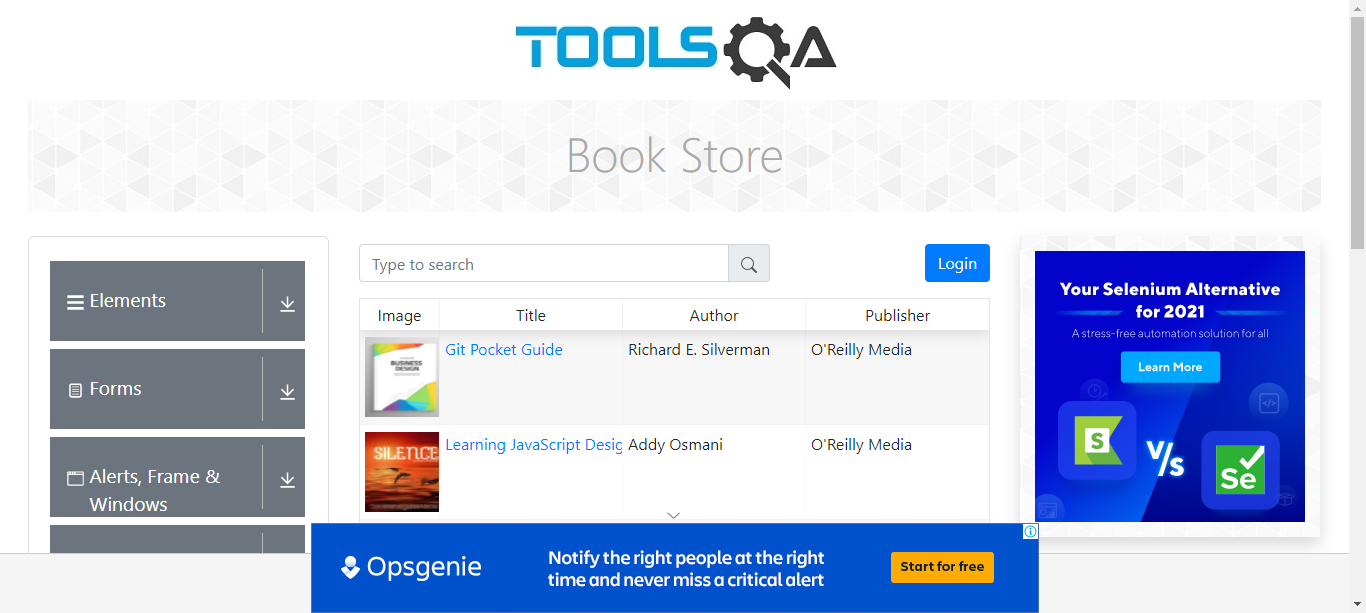 TOOLSQA
Book Store
Elements
Forms
Alerts, Frame &
Windows
Type to search
Login
Image Title Author Publisher
BUSINESS
DESIGN
Git Pocket Guide Richard E. Silverman O'Reilly Media
SILENCE
Learning JavaScript Desig Addy Osmani O'Reilly Media
Your Selenium Alternative
for 2021
A stress-free automation solution for all
Learn More
S
V/s
Se
Opsgenie
Notify the right people at the right
time and never miss a critical alert
Start for free